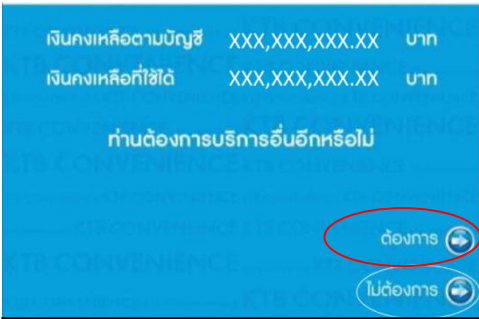 เงินคงเหลือตามบัญชี XXX,XXX,XXX.XX บาท
เงินคงเหลือที่ใช้ได้ XXX,XXX,XXX.XX บาท
ท่านต้องการบริการอื่นอีกหรือไม่
KTB CONVENIENCE
ต้องการ
ไม่ต้องการ